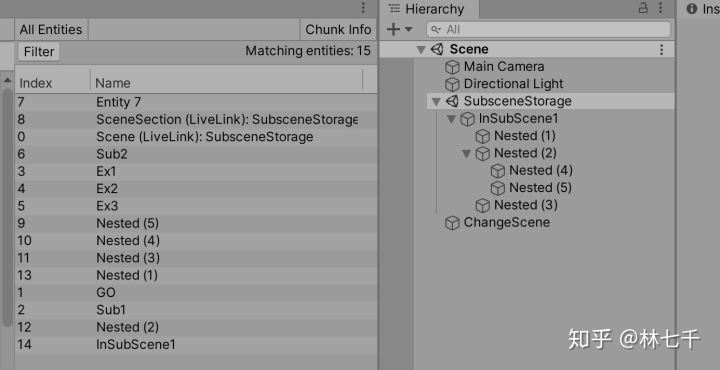 All Entities
Chunk Info
Filter
Matching entities: 15
Index Name
7 Entity 7
8 SceneSection (LiveLink): SubsceneStorage
0 Scene (LiveLink): SubsceneStorage
6 Sub2
3 Ex1
4 Ex2
5 Ex3
9 Nested (5)
10 Nested (4)
11 Nested (3)
13 Nested (1)
1 GO
2 Sub1
12 Nested (2)
14 InSubScene1
Hierarchy
All
Scene
Main Camera
Directional Light
SubsceneStorage
InSubScene1
Nested (1)
Nested (2)
Nested (4)
Nested (5)
Nested (3)
ChangeScene
Ins
知乎 @林七千